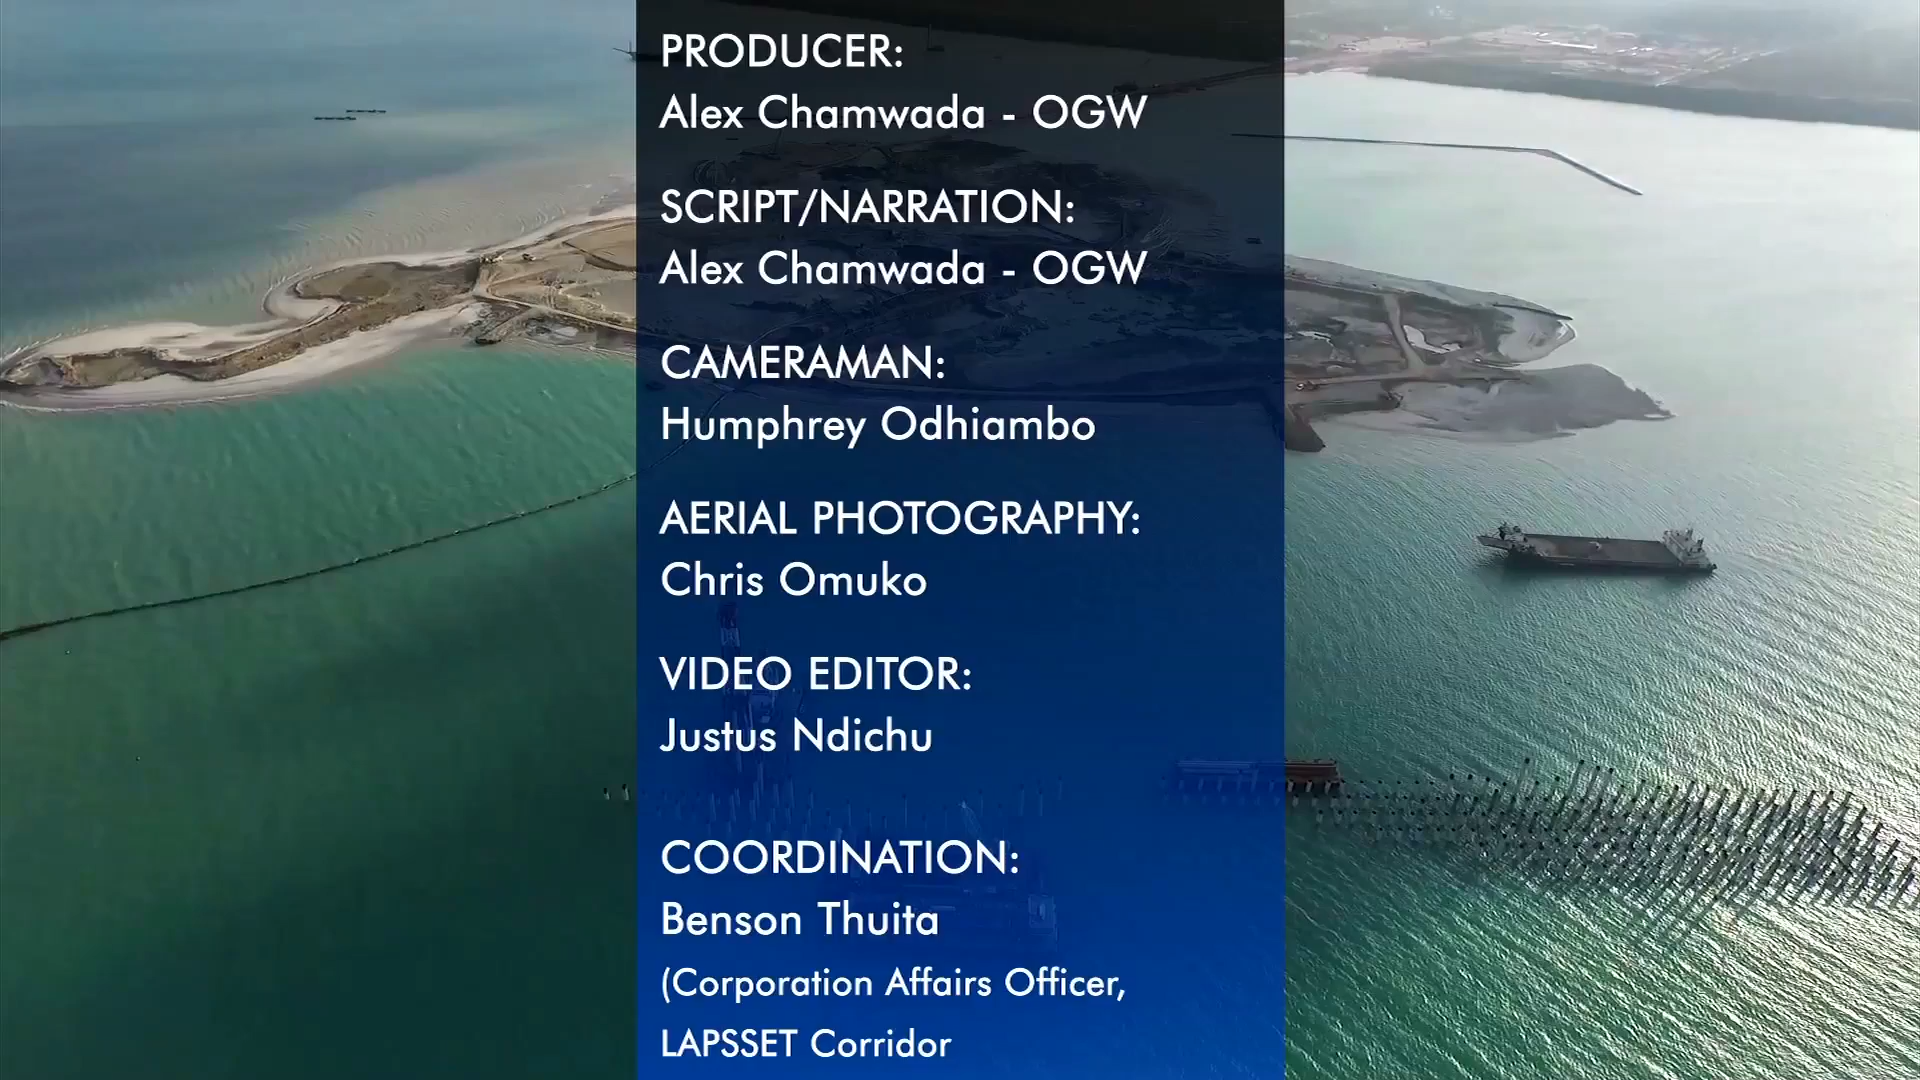 PRODUCER:
Alex Chamwada - OGW
SCRIPT/NARRATION:
Alex Chamwada - OGW
CAMERAMAN:
Humphrey Odhiambo
AERIAL PHOTOGRAPHY:
Chris Omuko
VIDEO EDITOR:
Justus Ndichu
COORDINATION:
Benson Thuita
(Corporation Affairs Officer,
LAPSSET Corridor